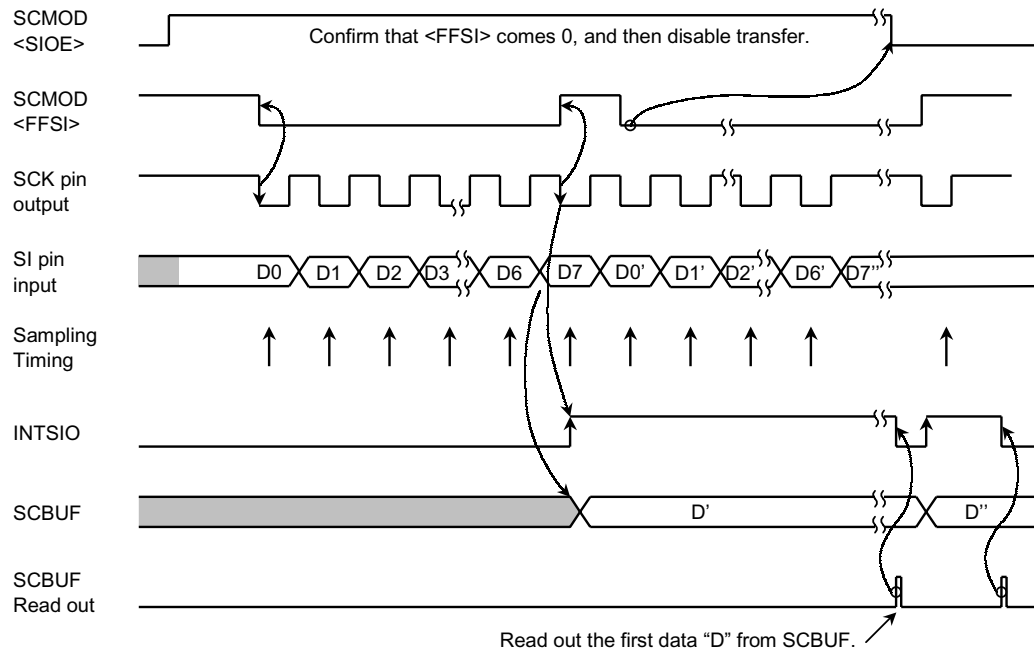 SCMOD
<SIOE>
Confirm that <FFSI> comes 0, and then disable transfer.
SCMOD
<FFSI>
SCK pin
output
SI pin
input
D0 D1 D2 D3 D6 D7 D0’ D1’ D2’ D6’ D7’’
Sampling
Timing
INTSIO
SCBUF
D’ D’’
SCBUF
Read out
Read out the first data “D” from SCBUF.